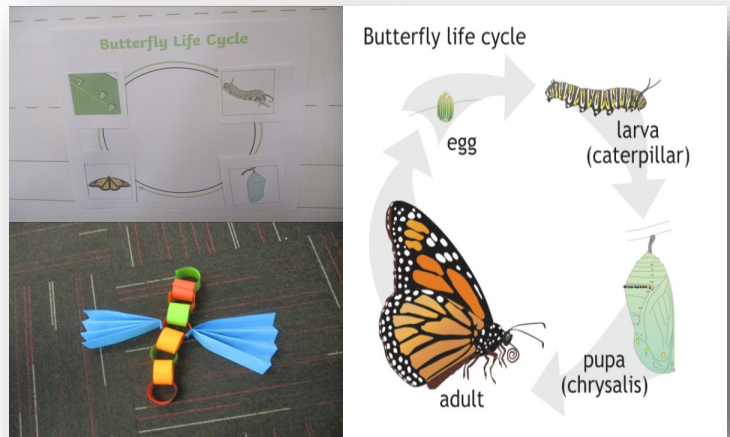 Butterfly Life Cycle
Butterfly life cycle
egg
larva
(caterpillar)
pupa
(chrysalis)
adult